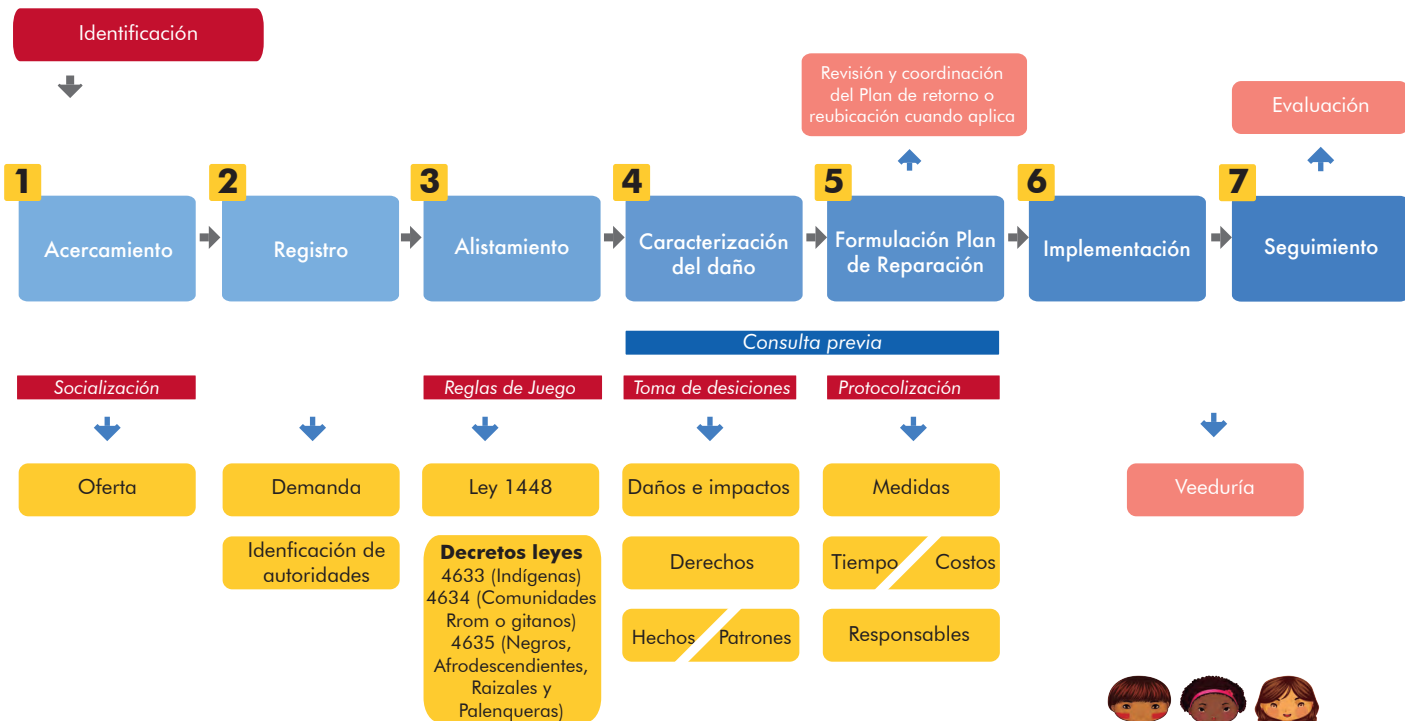 Identificación
Revisión y coordinación
del Plan de retorno o
reubicación cuando aplica
Evaluación
1
2
3
4
5
6
7
Acercamiento
Registro
Alistamiento
Caracterización
del daño
Formulación Plan
de Reparación
Implementación
Seguimiento
Consulta previa
Socialización
Reglas de Juego
Toma de desiciones
Protocolización
Oferta
Demanda
Ley 1448
Daños e impactos
Medidas
Veeduría
Idenficación de
autoridades
Decretos leyes
4633 (Indígenas)
4634 (Comunidades
Rrom o gitanos)
4635 (Negros,
Afrodescendientes,
Raizales y
Palenqueras)
Derechos
Tiempo
Costos
Hechos
Patrones
Responsables